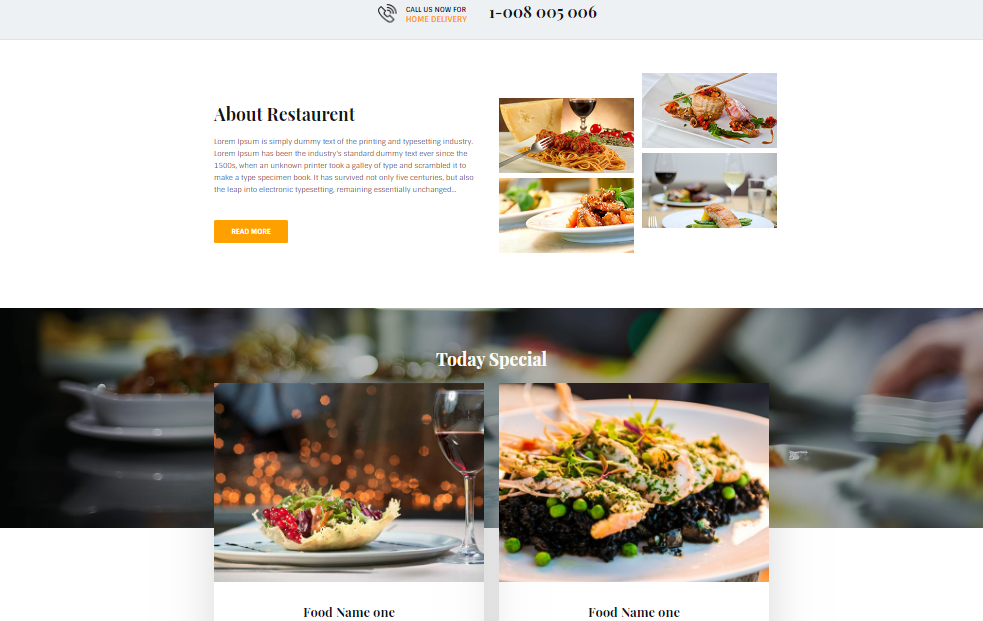 CALL US NOW FOR
HOME DELIVERY
1-008 005 006
About Restaurent
Lorem Ipsum is simply dummy text of the printing and typesetting industry.
Lorem Ipsum has been the industry's standard dummy text ever since the
1500s, when an unknown printer took a galley of type and scrambled it to
make a type specimen book. It has survived not only five centuries, but also
the leap into electronic typesetting, remaining essentially unchanged...
READ MORE
Today Special
Food Name one
Food Name one